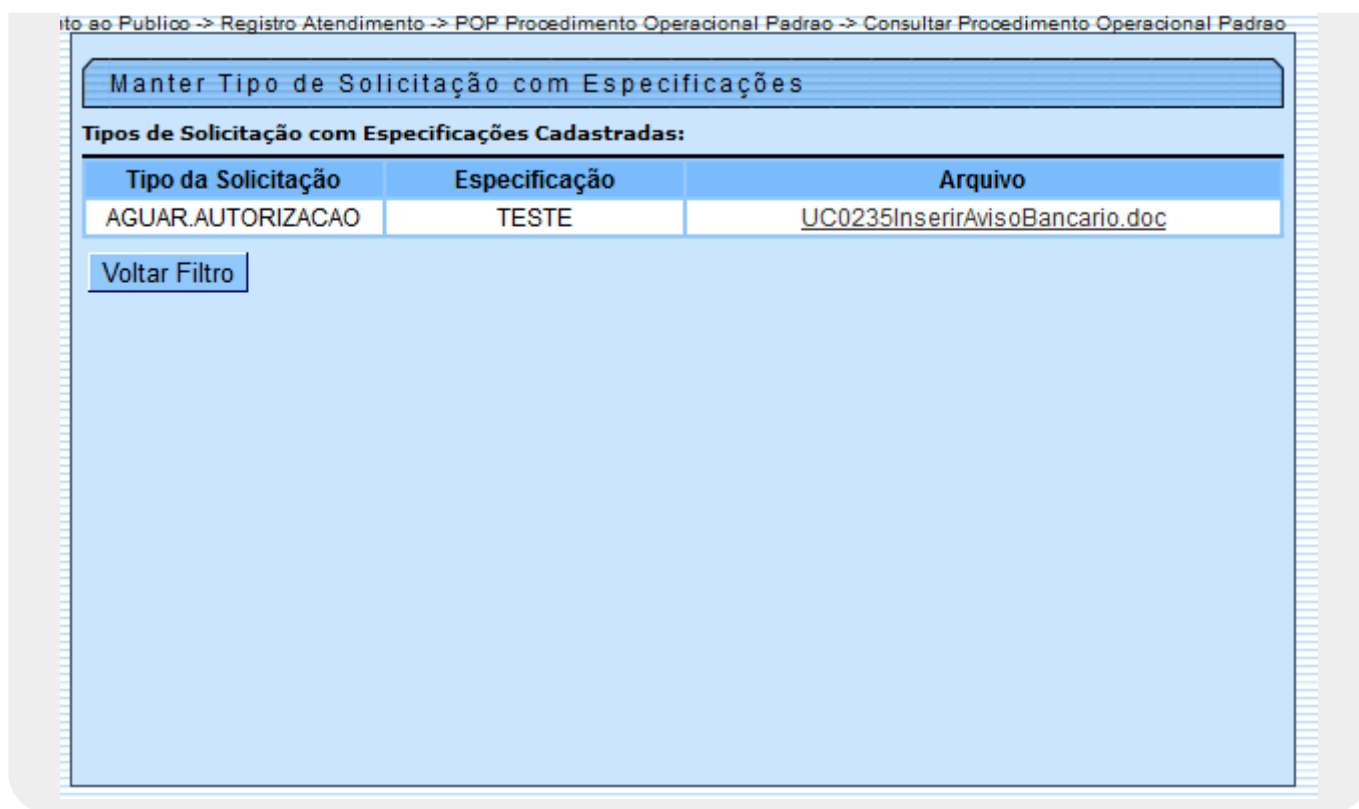 nto ao Publico -> Registro Atendimento -> POP Procedimento Operacional Padrao -> Consultar Procedimento Operacional Padrao
Manter Tipo de Solicitação com Especificações
Tipos de Solicitação com Especificações Cadastradas:
Tipo da Solicitação Especificação Arquivo
AGUAR.AUTORIZACAO TESTE UC0235InserirAvisoBancario.doc
Voltar Filtro